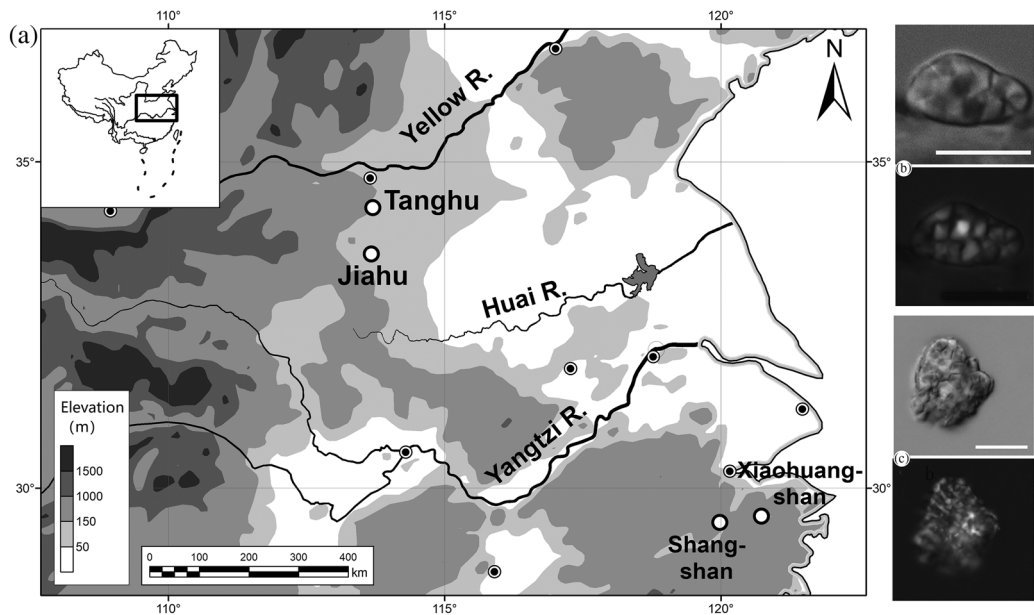 (a)
110°
115°
120°
N
Yellow R.
35°
35°
Tanghu
Jiahu
Huai R.
Yangtzi R.
Elevation
(m)
1500
1000
150
50
30°
30°
Xiaohuang-
shan
Shang-
shan
0 100 200 300 400
km
110°
115°
120°
b
c